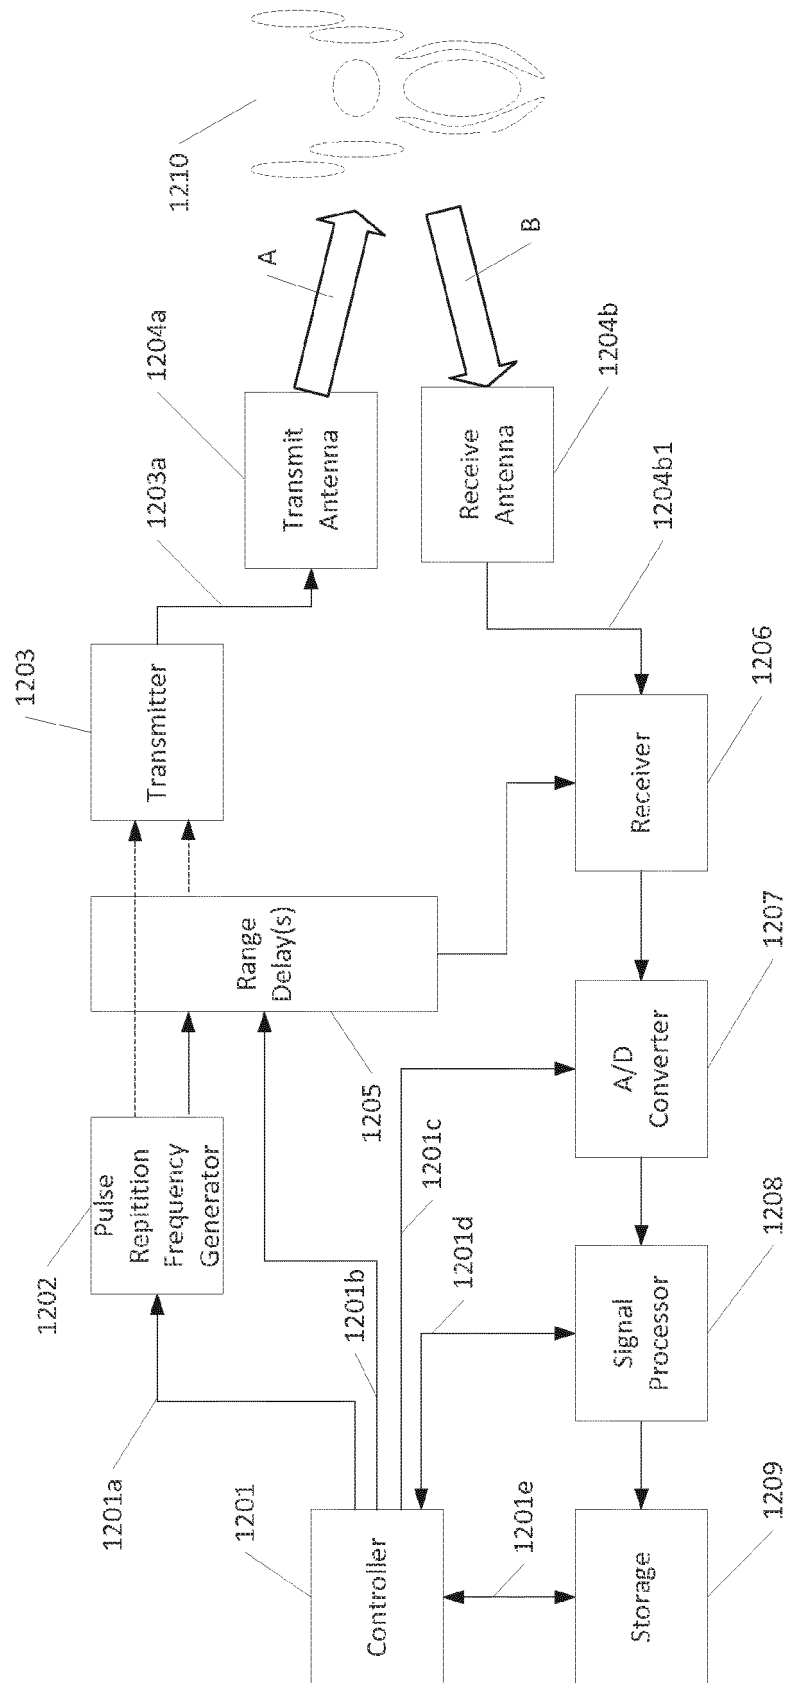 1210
A
B
1204a
1204b
Transmit
Antenna
Receive
Antenna
1203a
1204b1
1203
Transmitter
1206
Receiver
Range
Delay(s)
1205
1207
A/D
Converter
1202
Pulse
Repitition
Frequency
Generator
1201c
1201d
1201b
1208
Signal
Processor
1201a
1201
Controller
1201e
1209
Storage